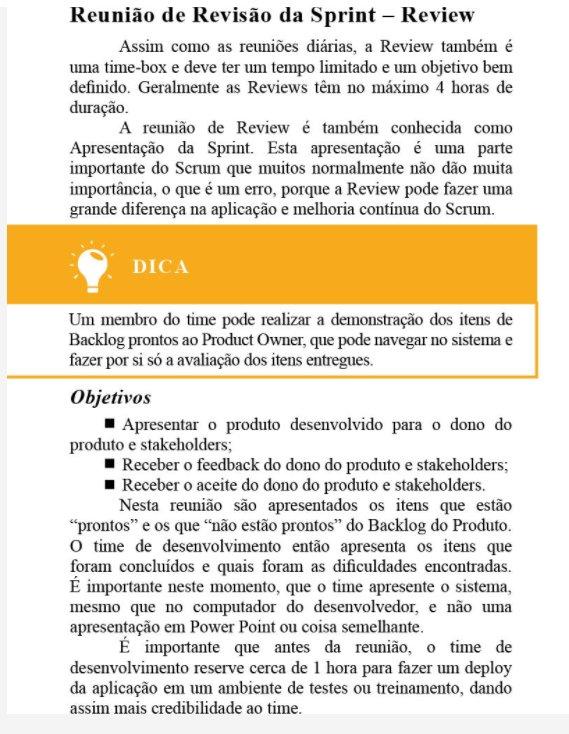 Reunião de Revisão da Sprint – Review
Assim como as reuniões diárias, a Review também é
uma time-box e deve ter um tempo limitado e um objetivo bem
definido. Geralmente as Reviews têm no máximo 4 horas de
duração.
A reunião de Review é também conhecida como
Apresentação da Sprint. Esta apresentação é uma parte
importante do Scrum que muitos normalmente não dão muita
importância, o que é um erro, porque a Review pode fazer uma
grande diferença na aplicação e melhoria contínua do Scrum.
DICA
Um membro do time pode realizar a demonstração dos itens de
Backlog prontos ao Product Owner, que pode navegar no sistema e
fazer por si só a avaliação dos itens entregues.
Objetivos
■ Apresentar o produto desenvolvido para o dono do
produto e stakeholders;
■ Receber o feedback do dono do produto e stakeholders;
■ Receber o aceite do dono do produto e stakeholders.
Nesta reunião são apresentados os itens que estão
“prontos” e os que “não estão prontos” do Backlog do Produto.
O time de desenvolvimento então apresenta os itens que
foram concluídos e quais foram as dificuldades encontradas.
É importante neste momento, que o time apresente o sistema,
mesmo que no computador do desenvolvedor, e não uma
apresentação em Power Point ou coisa semelhante.
É importante que antes da reunião, o time de
desenvolvimento reserve cerca de 1 hora para fazer um deploy
da aplicação em um ambiente de testes ou treinamento, dando
assim mais credibilidade ao time.